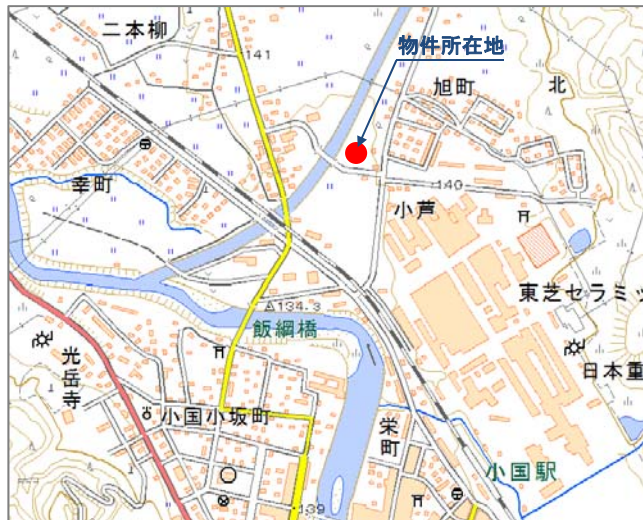 二本柳
141
物件所在地
旭町
北
幸町
140
小芦
134.3
東芝セラミッ
飯綱橋
日本重
光岳寺
小国小坂町
栄町
小国駅
139